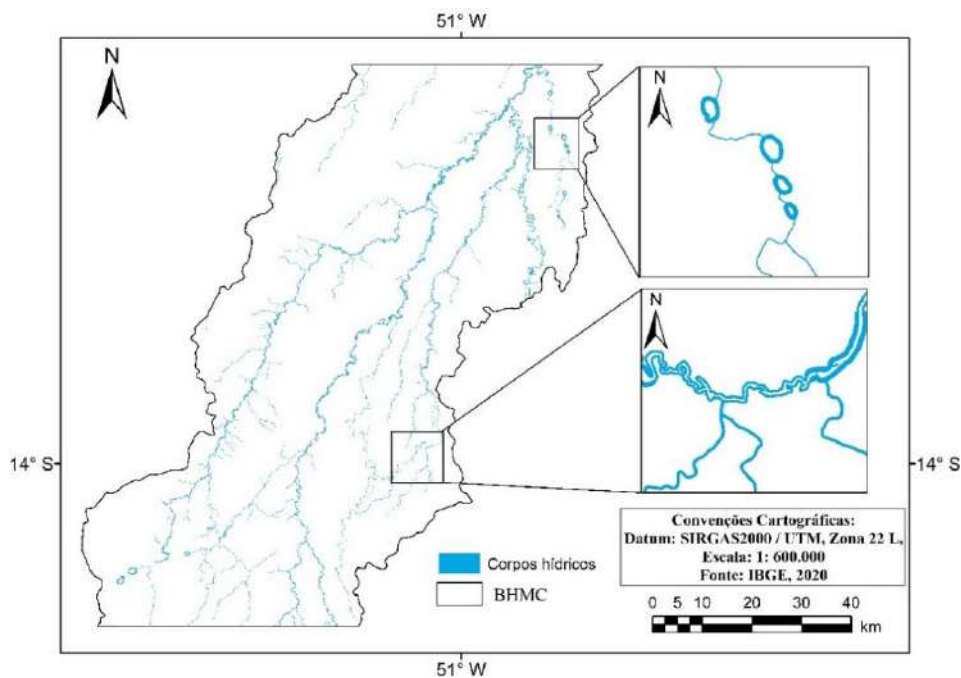 51° W
N
N
N
14° S
14° S
Convenções Cartográficas:
Datum: SIRGAS2000 / UTM, Zona 22 L,
Escala: 1: 600.000
Fonte: IBGE, 2020
Corpos hídricos
BHMC
0 5 10 20 30 40
km
51° W